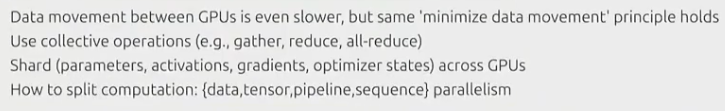 Data movement between GPUs is even slower, but same 'minimize data movement' principle holds
Use collective operations (e.g., gather, reduce, all-reduce)
Shard (parameters, activations, gradients, optimizer states) across GPUs
How to split computation: {data,tensor,pipeline,sequence} parallelism